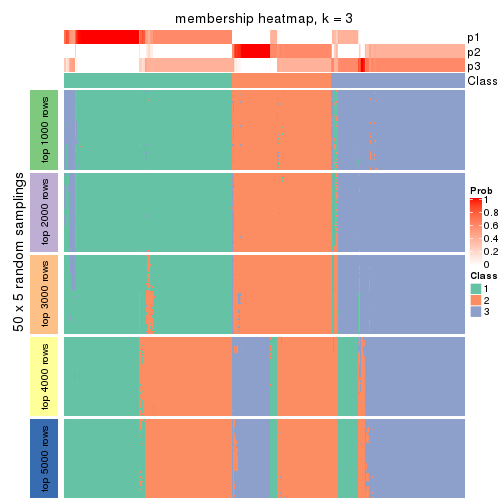 membership heatmap, k = 3
p1
p2
p3
Class
50 x 5 random samplings
top 1000 rows
top 2000 rows
top 3000 rows
top 4000 rows
top 5000 rows
Prob
1
0.8
0.6
0.4
0.2
0
Class
1
2
3